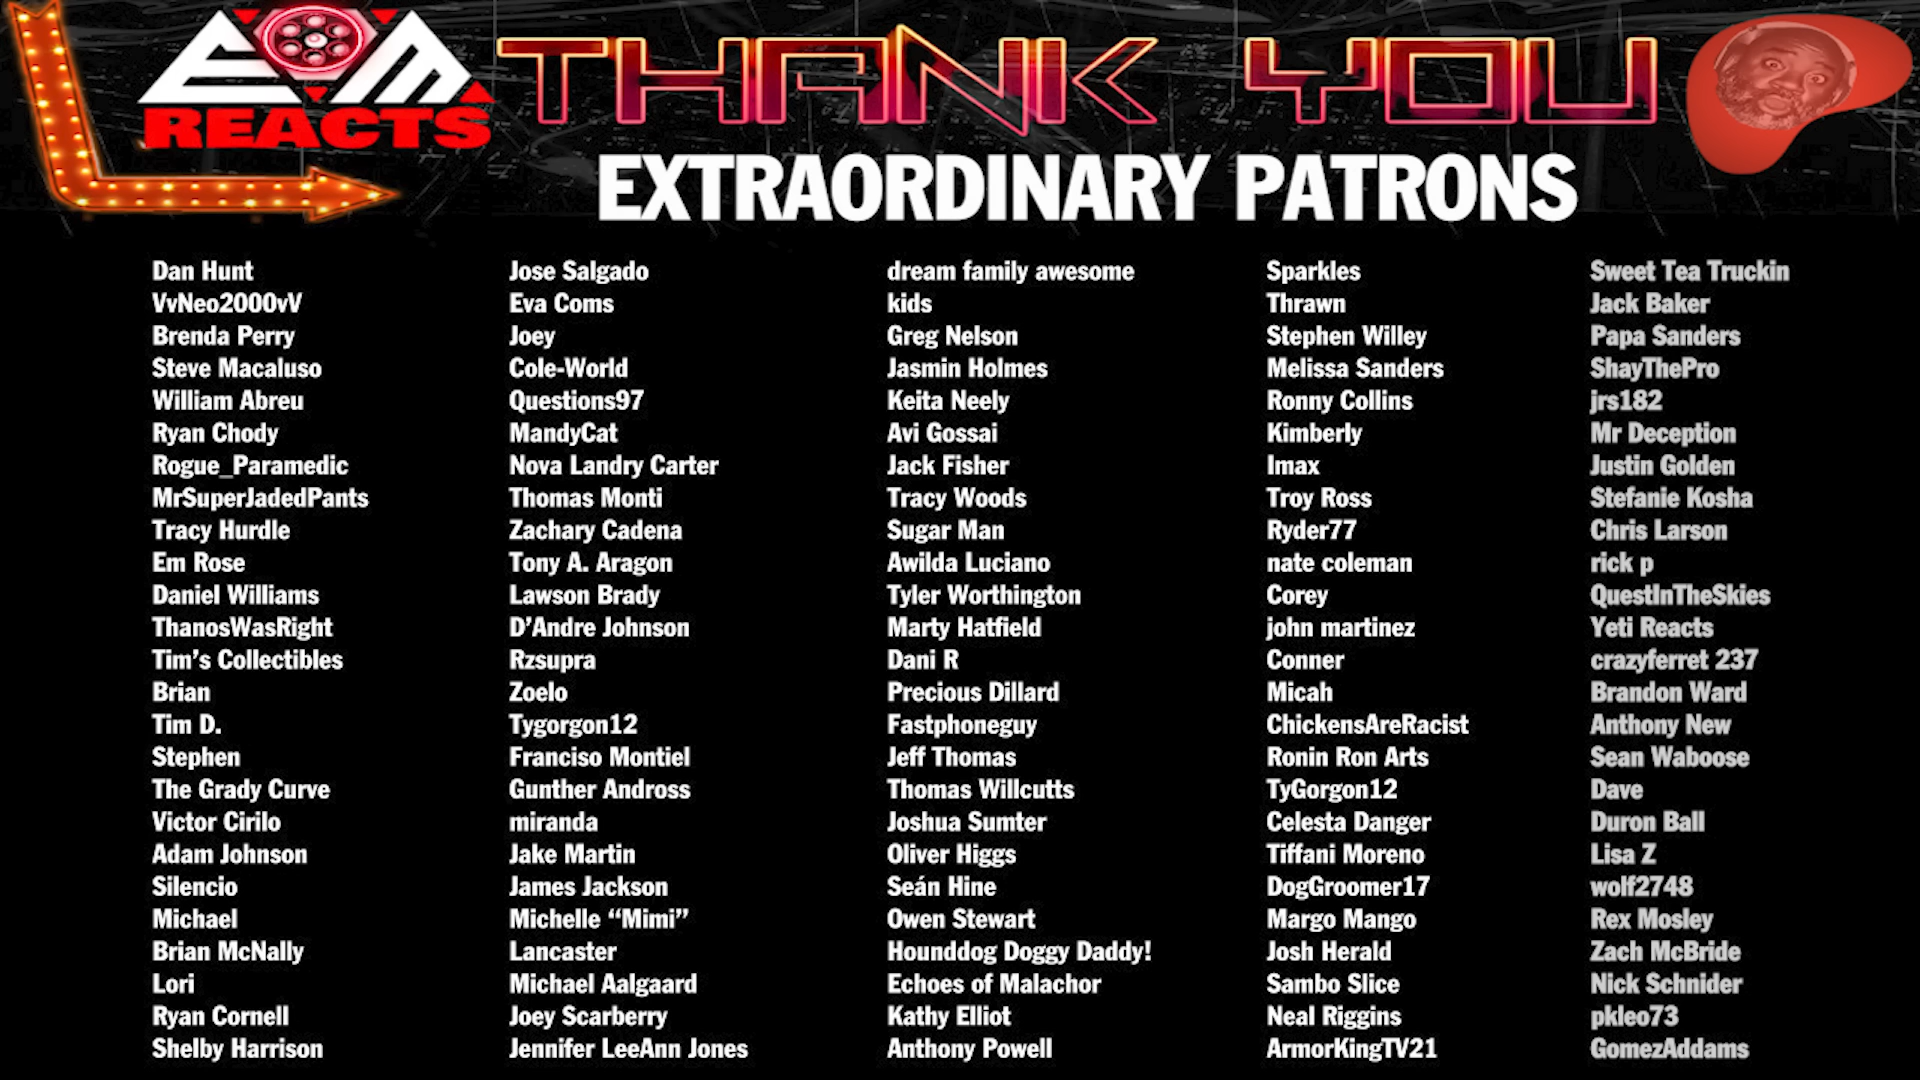 EOM
REACTS
THANK YOU
EXTRAORDINARY PATRONS
Dan Hunt
VvNeo2000vV
Brenda Perry
Steve Macaluso
William Abreu
Ryan Chody
Rogue_Paramedic
MrSuperJadedPants
Tracy Hurdle
Em Rose
Daniel Williams
ThanosWasRight
Tim’s Collectibles
Brian
Tim D.
Stephen
The Grady Curve
Victor Cirilo
Adam Johnson
Silencio
Michael
Brian McNally
Lori
Ryan Cornell
Shelby Harrison
Jose Salgado
Eva Coms
Joey
Cole-World
Questions97
MandyCat
Nova Landry Carter
Thomas Monti
Zachary Cadena
Tony A. Aragon
Lawson Brady
D’Andre Johnson
Rzsupra
Zoelo
Tygorgon12
Franciso Montiel
Gunther Andross
miranda
Jake Martin
James Jackson
Michelle “Mimi”
Lancaster
Michael Aalgaard
Joey Scarberry
Jennifer LeeAnn Jones
dream family awesome
kids
Greg Nelson
Jasmin Holmes
Keita Neely
Avi Gossai
Jack Fisher
Tracy Woods
Sugar Man
Awilda Luciano
Tyler Worthington
Marty Hatfield
Dani R
Precious Dillard
Fastphoneguy
Jeff Thomas
Thomas Willcutts
Joshua Sumter
Oliver Higgs
Seán Hine
Owen Stewart
Hounddog Doggy Daddy!
Echoes of Malachor
Kathy Elliot
Anthony Powell
Sparkles
Thrawn
Stephen Willey
Melissa Sanders
Ronny Collins
Kimberly
Imax
Troy Ross
Ryder77
nate coleman
Corey
john martinez
Conner
Micah
ChickensAreRacist
Ronin Ron Arts
TyGorgon12
Celesta Danger
Tiffani Moreno
DogGroomer17
Margo Mango
Josh Herald
Sambo Slice
Neal Riggins
ArmorKingTV21
Sweet Tea Truckin
Jack Baker
Papa Sanders
ShayThePro
jrs182
Mr Deception
Justin Golden
Stefanie Kosha
Chris Larson
rick p
QuestInTheSkies
Yeti Reacts
crazyferret 237
Brandon Ward
Anthony New
Sean Waboose
Dave
Duron Ball
Lisa Z
wolf2748
Rex Mosley
Zach McBride
Nick Schnider
pkleo73
GomezAddams